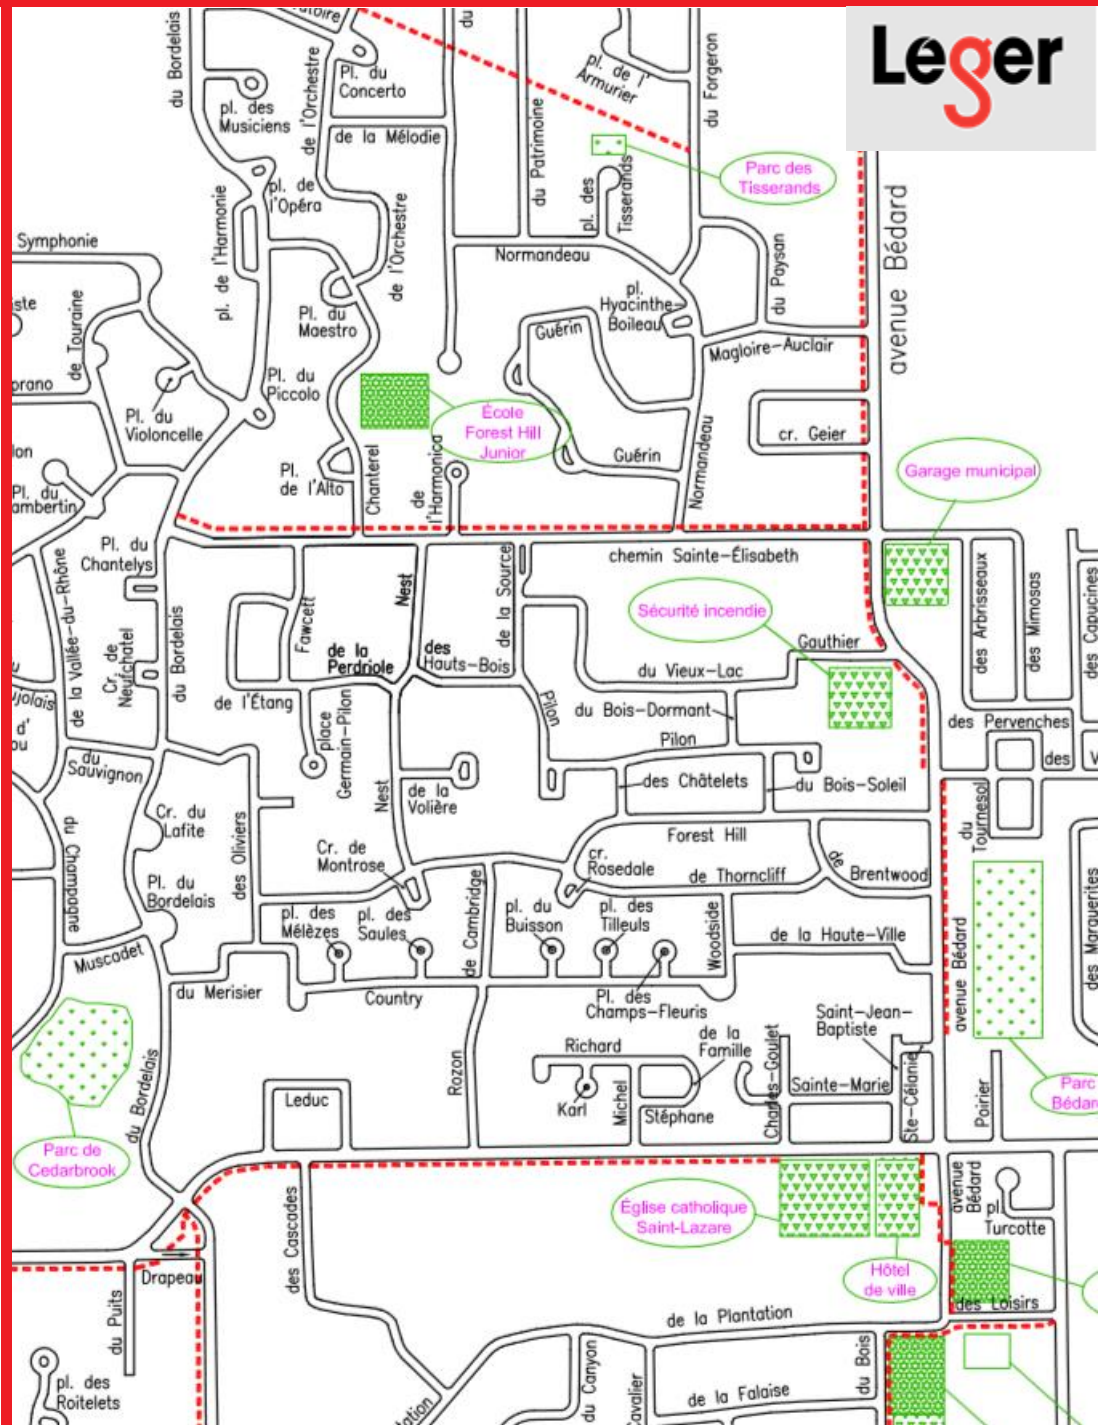 Leger
du Bordelais
de l'Orchestre
Pl. du
Concerto
pl. des
Musiciens
de la Mélodie
du
du Patrimoine
pl. de l'
Armurier
du Forgeron
Parc des
Tisserands
pl. des
Tisserands
pl. de
l'Opéra
pl. de l'Harmonie
de l'Orchestre
Symphonie
Normandeau
du Paysan
avenue Bédard
de Touraine
Pl. du
Maestro
pl.
Hyacinthe-
Boileau
Guérin
Magloire-Auclair
Pl. du
Piccolo
Pl. du
Violoncelle
École
Forest Hill
Junior
cr. Geier
Guérin
Normandeau
Garage municipal
Pl. du
ambertin
Pl.
de l'Alto
Chanterel
de
l'Harmonica
Pl. du
Chantelys
chemin Sainte-Élisabeth
de la Vallée-du-Rhône
Cr. de
Neufchatel
du Bordelais
Fawcett
Nest
de la
Perdriole
des
Hauts-Bois
de la Source
Sécurité incendie
Gauthier
des Arbrisseaux
des Mimosas
des Capucines
ujolais
d'
ou
de l'Étang
place
Germain-Pilon
Pilon
du Vieux-Lac
du Bois-Dormant
Pilon
des Pervenches
des
V
du
Sauvignon
Nest
de la
Volière
des Châtelets
du Bois-Soleil
du
Tournesol
du Champagne
Cr. du
Lafite
des Oliviers
Cr. de
Montrose
Forest Hill
cr.
Rosedale
de Thorncliff
de
Brentwood
Pl. du
Bordelais
pl. des
Mélèzes
pl. des
Saules
de Cambridge
pl. du
Buisson
pl. des
Tilleuls
Woodside
de la Haute-Ville
avenue Bédard
des Marguerites
Muscadet
du Merisier
Country
Pl. des
Champs-Fleuris
Saint-Jean-
Baptiste
Richard
de la
Famille
Charles-Goulet
Rozon
Karl
Michel
Stéphane
Sainte-Marie
Ste-Célanie
Poirier
Parc
Bédard
du Bordelais
Leduc
Parc de
Cedarbrook
des Cascades
Église catholique
Saint-Lazare
Hôtel
de ville
avenue
Bédard
pl.
Turcotte
Drapeau
du Puits
de la Plantation
des Loisirs
pl. des
Roitelets
du Canyon
de la Falaise
du Bois